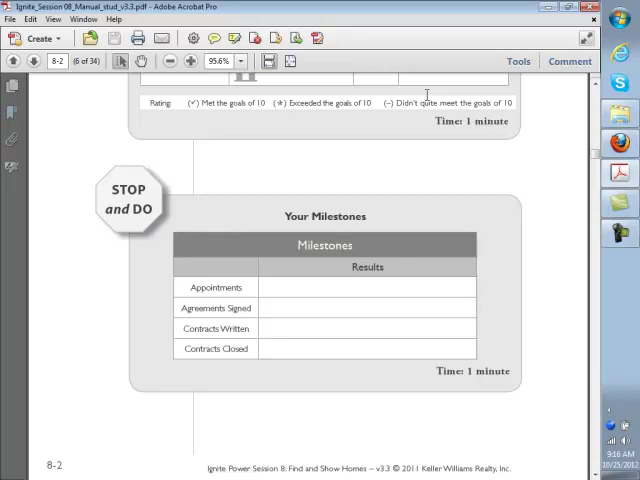 Ignite_Session 08_Manual_stud_v3.3.pdf - Adobe Acrobat Pro
File Edit View Window Help
Create
8-2 (6 of 34) 95.6% Tools Comment
Rating: (✓) Met the goals of 10 (★) Exceeded the goals of 10 (–) Didn't quite meet the goals of 10
Time: 1 minute
STOP
and DO
Your Milestones
Milestones
Results
Appointments
Agreements Signed
Contracts Written
Contracts Closed
Time: 1 minute
8-2
Ignite Power Session 8: Find and Show Homes – v3.3 © 2011 Keller Williams Realty, Inc.
9:16 AM
10/25/2012